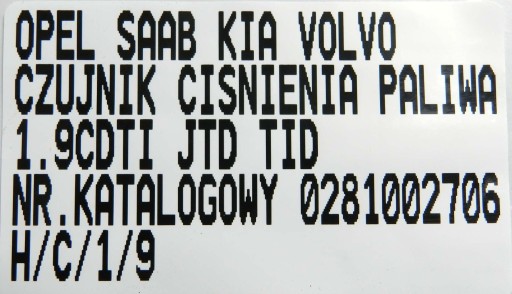 OPEL SAAB KIA VOLVO
CZUJNIK CISNIENIA PALIWA
1.9CDTI JTD TID
NR.KATALOGOWY 0281002706
H/C/1/9